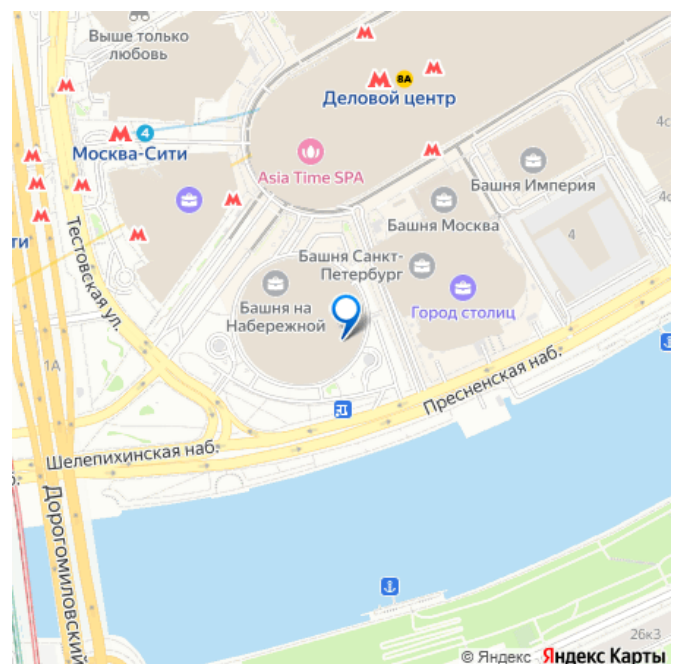 Выше только
любовь
М
М
М
М
8А
Деловой центр
М
4
Москва-Сити
М
М
М
М
М
М
ти
Asia Time SPA
4с
Башня Империя
4с
Башня Москва
4
Башня Санкт-
Петербург
Город столиц
Башня на
Набережной
Тестовская ул.
1А
Пресненская наб.
Шелепихинская наб.
б.
Дорогомиловский
26к3
© Яндекс Яндекс Карты